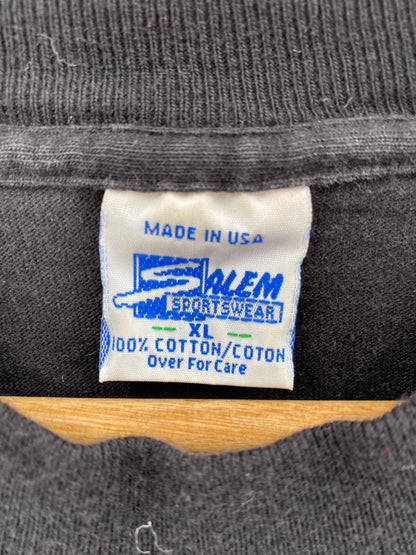 MADE IN USA
SALEM
SPORTSWEAR
XL
100% COTTON/COTON
Over For Care